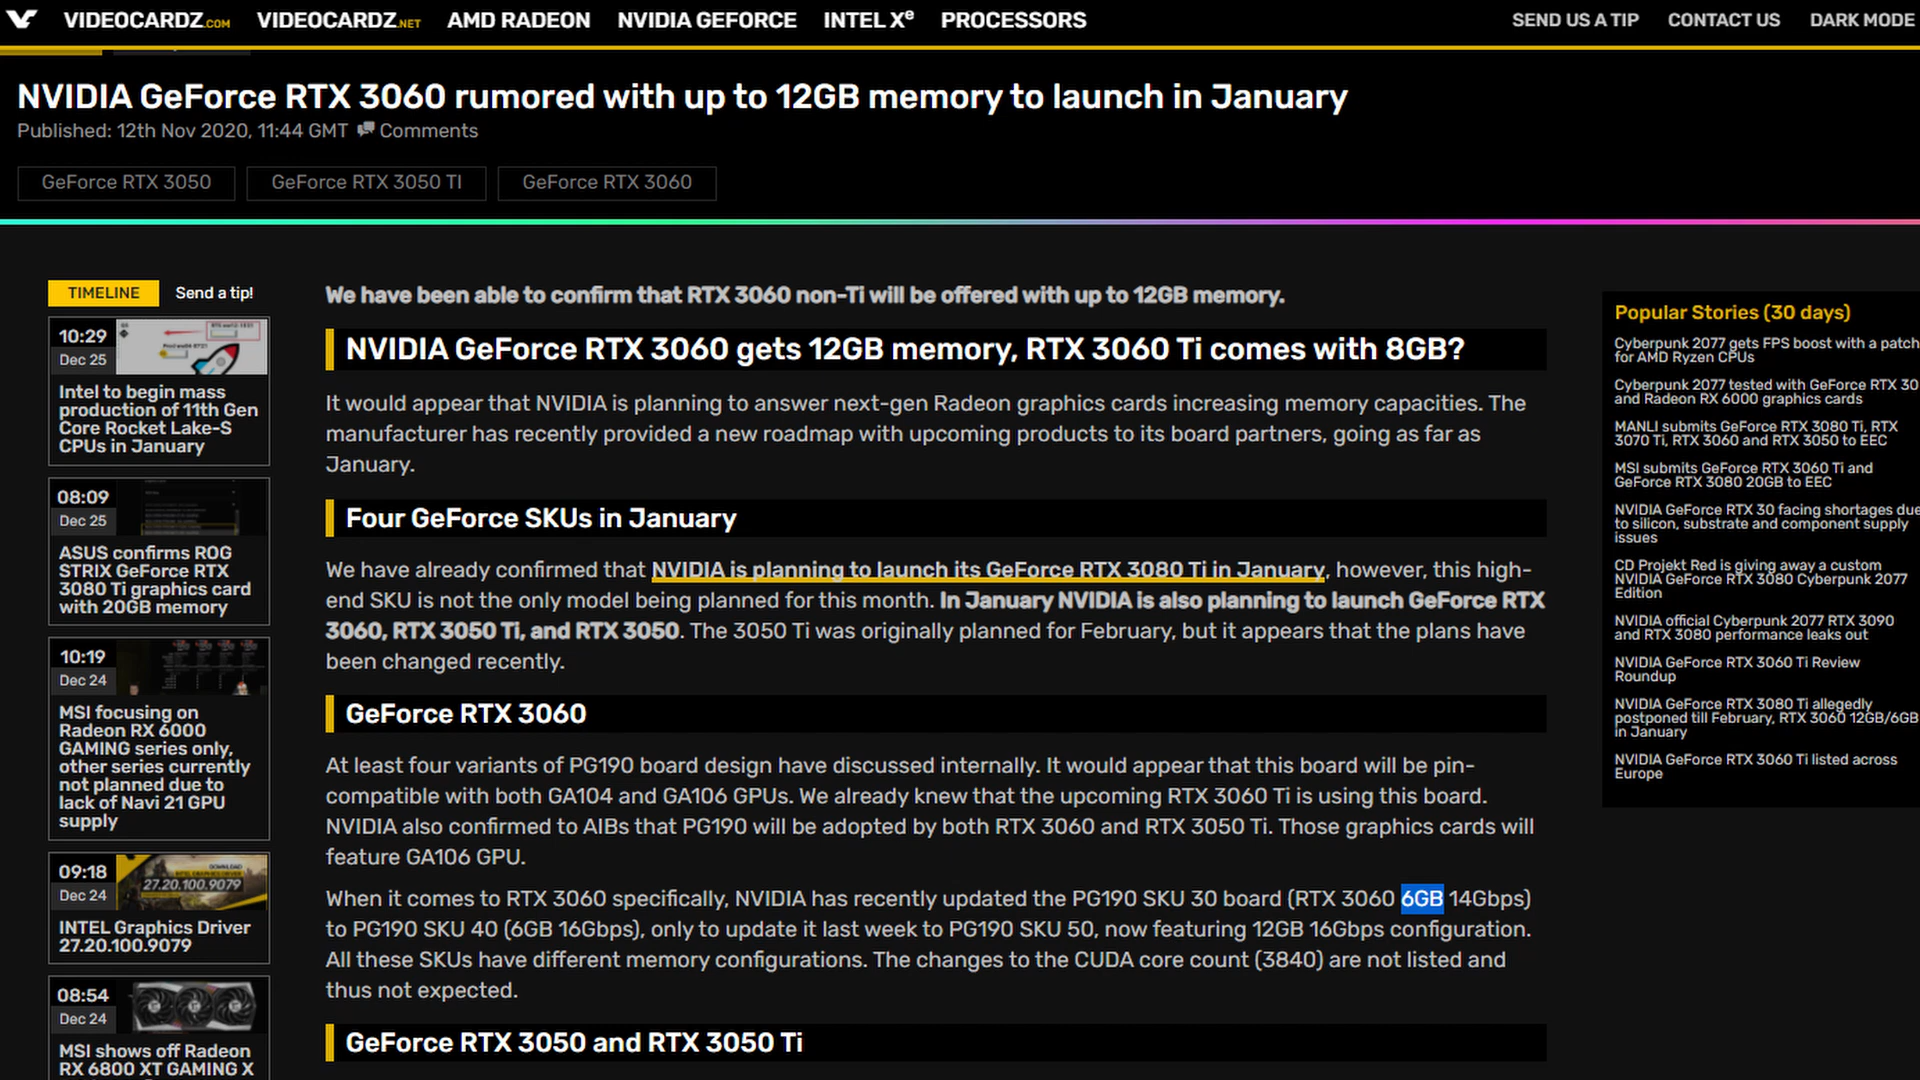 VIDEOCARDZ.COM VIDEOCARDZ.NET AMD RADEON NVIDIA GEFORCE INTEL Xe PROCESSORS SEND US A TIP CONTACT US DARK MODE
NVIDIA GeForce RTX 3060 rumored with up to 12GB memory to launch in January
Published: 12th Nov 2020, 11:44 GMT Comments
GeForce RTX 3050 GeForce RTX 3050 TI GeForce RTX 3060
TIMELINE Send a tip!
10:29
Dec 25
Intel to begin mass
production of 11th Gen
Core Rocket Lake-S
CPUs in January
08:09
Dec 25
ASUS confirms ROG
STRIX GeForce RTX
3080 Ti graphics card
with 20GB memory
10:19
Dec 24
MSI focusing on
Radeon RX 6000
GAMING series only,
other series currently
not planned due to
lack of Navi 21 GPU
supply
09:18
Dec 24
DOWNLOAD
27.20.100.9079
INTEL Graphics Driver
27.20.100.9079
08:54
Dec 24
MSI shows off Radeon
RX 6800 XT GAMING X
We have been able to confirm that RTX 3060 non-Ti will be offered with up to 12GB memory.
NVIDIA GeForce RTX 3060 gets 12GB memory, RTX 3060 Ti comes with 8GB?
It would appear that NVIDIA is planning to answer next-gen Radeon graphics cards increasing memory capacities. The
manufacturer has recently provided a new roadmap with upcoming products to its board partners, going as far as
January.
Four GeForce SKUs in January
We have already confirmed that NVIDIA is planning to launch its GeForce RTX 3080 Ti in January, however, this high-
end SKU is not the only model being planned for this month. In January NVIDIA is also planning to launch GeForce RTX
3060, RTX 3050 Ti, and RTX 3050. The 3050 Ti was originally planned for February, but it appears that the plans have
been changed recently.
GeForce RTX 3060
At least four variants of PG190 board design have discussed internally. It would appear that this board will be pin-
compatible with both GA104 and GA106 GPUs. We already knew that the upcoming RTX 3060 Ti is using this board.
NVIDIA also confirmed to AIBs that PG190 will be adopted by both RTX 3060 and RTX 3050 Ti. Those graphics cards will
feature GA106 GPU.
When it comes to RTX 3060 specifically, NVIDIA has recently updated the PG190 SKU 30 board (RTX 3060 6GB 14Gbps)
to PG190 SKU 40 (6GB 16Gbps), only to update it last week to PG190 SKU 50, now featuring 12GB 16Gbps configuration.
All these SKUs have different memory configurations. The changes to the CUDA core count (3840) are not listed and
thus not expected.
GeForce RTX 3050 and RTX 3050 Ti
Popular Stories (30 days)
Cyberpunk 2077 gets FPS boost with a patch
for AMD Ryzen CPUs
Cyberpunk 2077 tested with GeForce RTX 30
and Radeon RX 6000 graphics cards
MANLI submits GeForce RTX 3080 Ti, RTX
3070 Ti, RTX 3060 and RTX 3050 to EEC
MSI submits GeForce RTX 3060 Ti and
GeForce RTX 3080 20GB to EEC
NVIDIA GeForce RTX 30 facing shortages due
to silicon, substrate and component supply
issues
CD Projekt Red is giving away a custom
NVIDIA GeForce RTX 3080 Cyberpunk 2077
Edition
NVIDIA official Cyberpunk 2077 RTX 3090
and RTX 3080 performance leaks out
NVIDIA GeForce RTX 3060 Ti Review
Roundup
NVIDIA GeForce RTX 3080 Ti allegedly
postponed till February, RTX 3060 12GB/6GB
in January
NVIDIA GeForce RTX 3060 Ti listed across
Europe